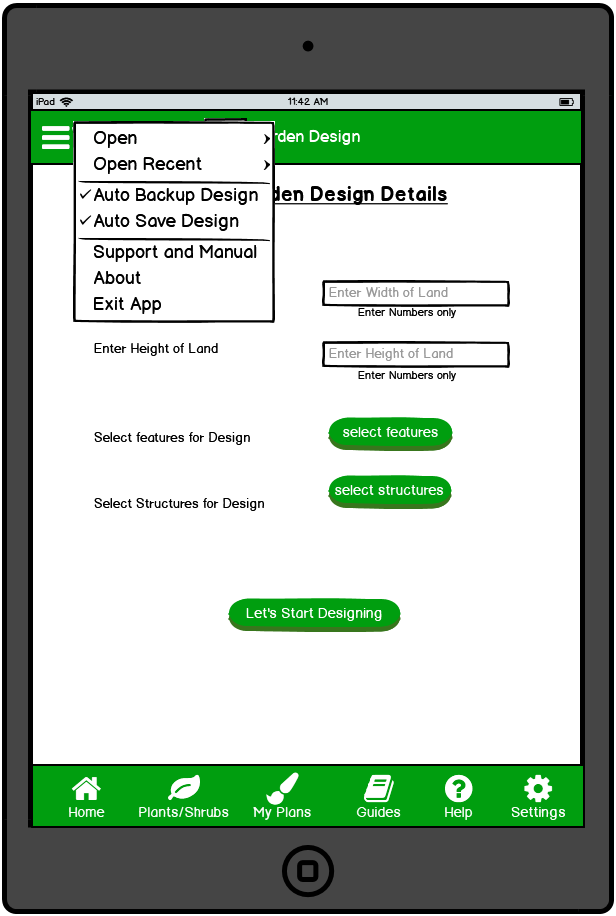 iPad 11:42 AM
rden Design
Open
Open Recent
Auto Backup Design
Auto Save Design
Support and Manual
About
Exit App
den Design Details
Enter Width of Land
Enter Numbers only
Enter Height of Land Enter Height of Land
Enter Numbers only
Select features for Design select features
Select Structures for Design select structures
Let's Start Designing
Home Plants/Shrubs My Plans Guides Help Settings